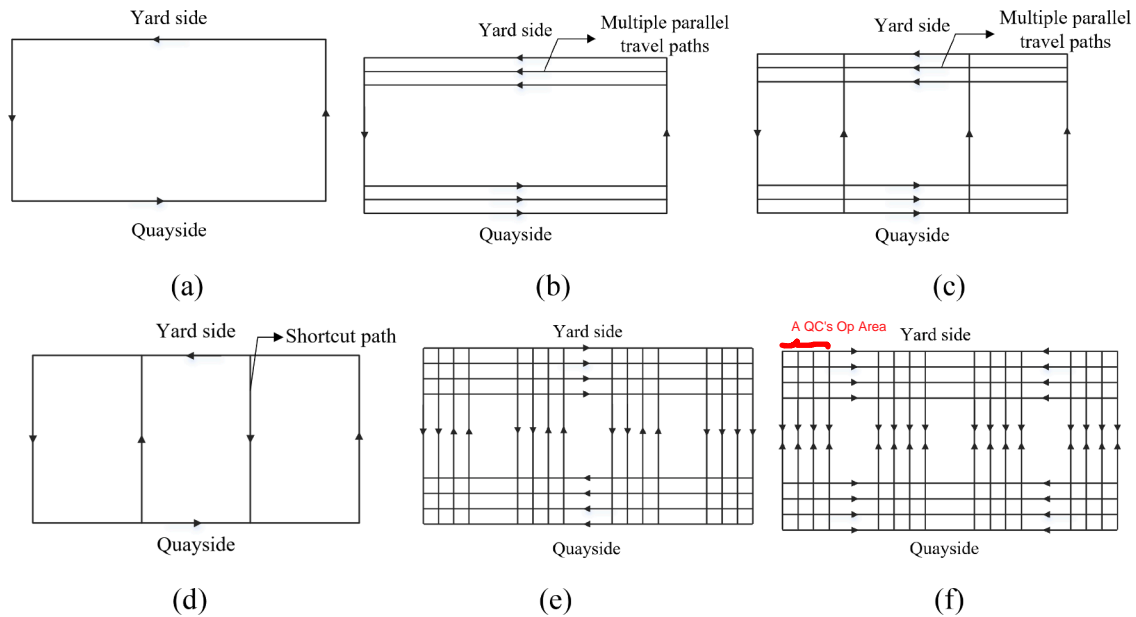 Yard side
Quayside
(a)
Yard side
Multiple parallel
travel paths
Quayside
(b)
Yard side
Multiple parallel
travel paths
Quayside
(c)
Yard side
Shortcut path
Quayside
(d)
Yard side
Quayside
(e)
A QC's Op Area
Yard side
Quayside
(f)